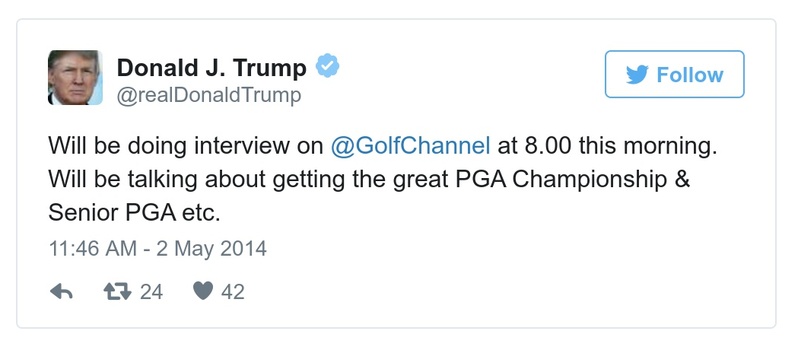 Donald J. Trump
@realDonaldTrump
Follow
Will be doing interview on @GolfChannel at 8.00 this morning.
Will be talking about getting the great PGA Championship &
Senior PGA etc.
11:46 AM - 2 May 2014
24 42